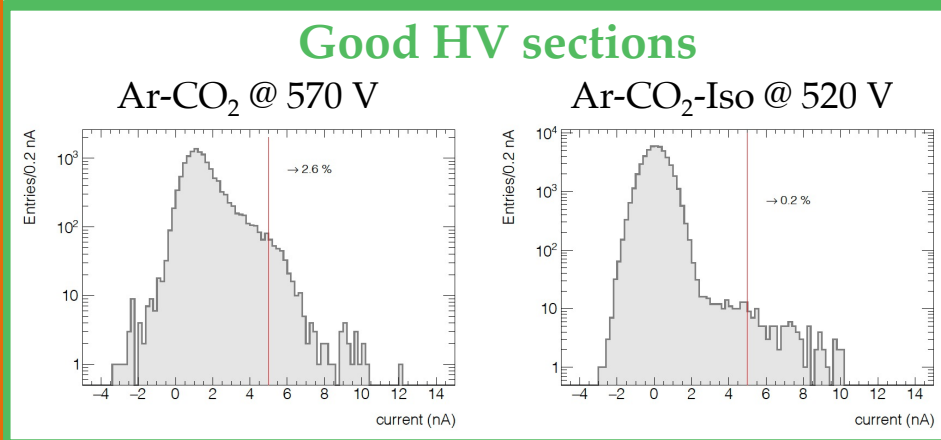 Good HV sections
Ar-CO₂ @ 570 V
Entries/0.2 nA
10³
10²
10
1
→2.6 %
−4 −2 0 2 4 6 8 10 12 14
current (nA)
Ar-CO₂-Iso @ 520 V
Entries/0.2 nA
10⁴
10³
10²
10
1
→0.2 %
−4 −2 0 2 4 6 8 10 12 14
current (nA)